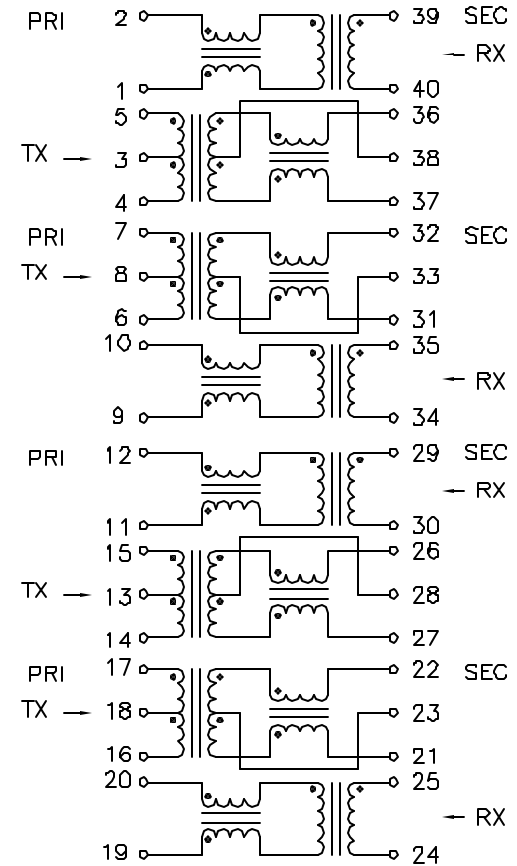 PRI 2 39 SEC
RX
1 40
5 36
TX 3 38
4 37
PRI 7 32 SEC
TX 8 33
6 31
10 35
RX
9 34
PRI 12 29 SEC
RX
11 30
15 26
TX 13 28
14 27
PRI 17 22 SEC
TX 18 23
16 21
20 25
RX
19 24